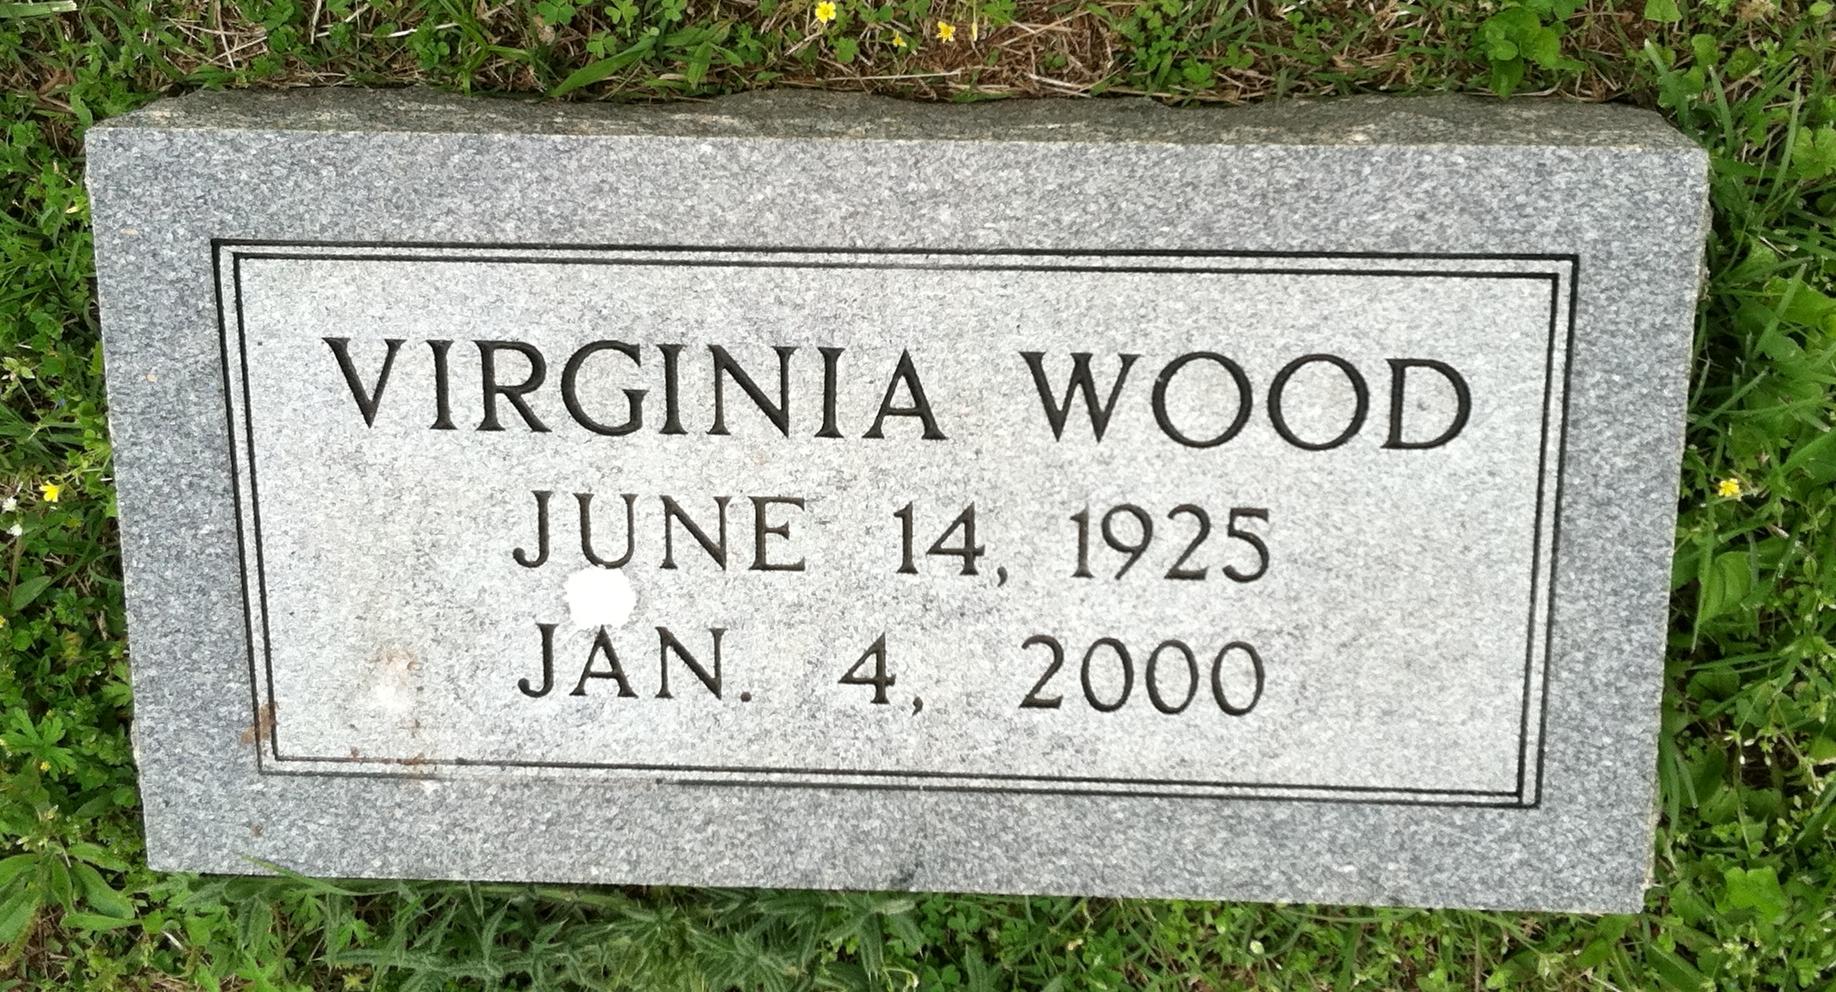 VIRGINIA WOOD
JUNE 14, 1925
JAN. 4, 2000